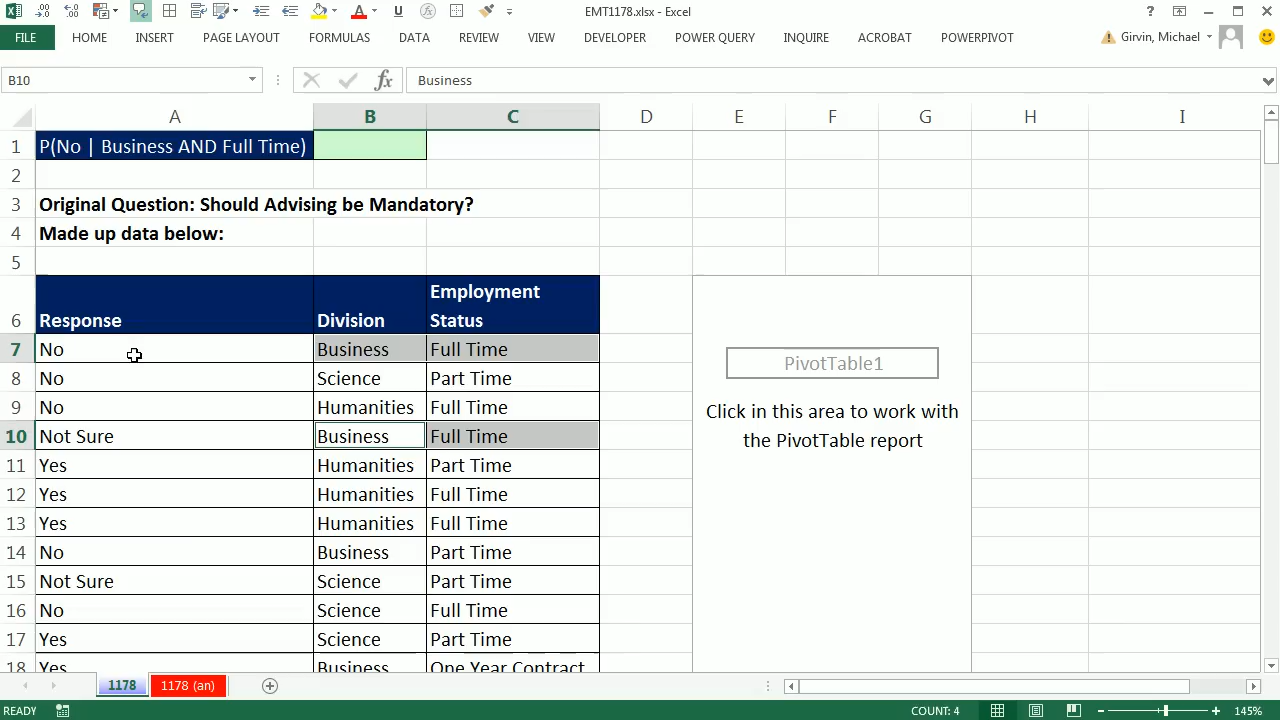 EMT1178.xlsx - Excel
FILE HOME INSERT PAGE LAYOUT FORMULAS DATA REVIEW VIEW DEVELOPER POWER QUERY INQUIRE ACROBAT POWERPIVOT Girvin, Michael
B10 fx Business
A B C D E F G H I
1 P(No | Business AND Full Time)
2
3 Original Question: Should Advising be Mandatory?
4 Made up data below:
5
Employment
6 Response Division Status
7 No Business Full Time
PivotTable1
8 No Science Part Time
9 No Humanities Full Time
Click in this area to work with
10 Not Sure Business Full Time
the PivotTable report
11 Yes Humanities Part Time
12 Yes Humanities Full Time
13 Yes Humanities Full Time
14 No Business Part Time
15 Not Sure Science Part Time
16 No Science Full Time
17 Yes Science Part Time
18 Yes Business One Year Contract
1178 1178 (an)
READY COUNT: 4 145%